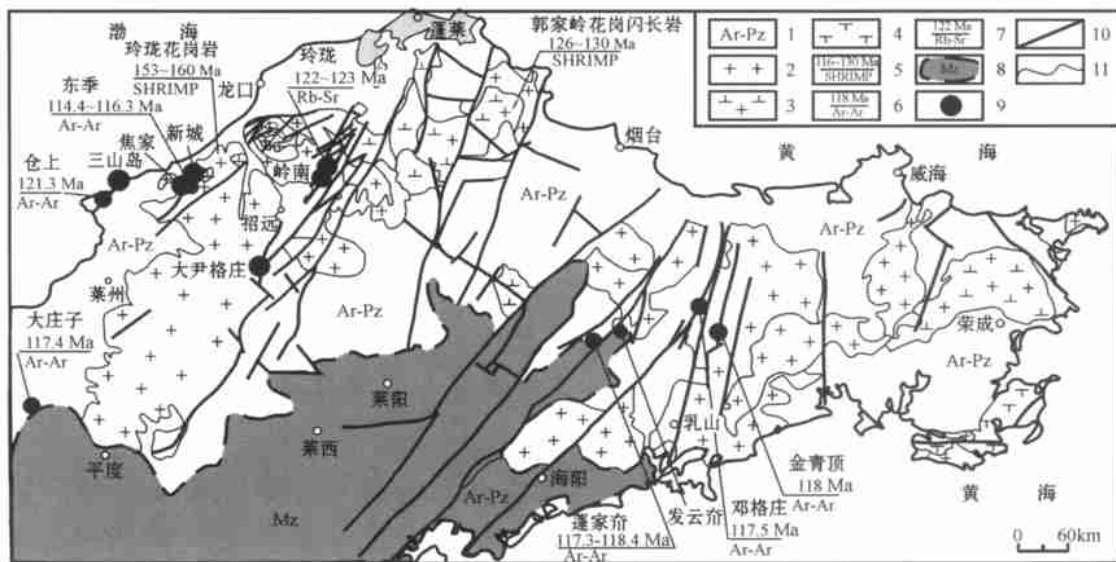 渤 海
玲珑花岗岩
153~160 Ma
SHRIMP
东季
114.4~116.3 Ma
Ar-Ar
焦家
新城
三山岛
仓上
121.3 Ma
Ar-Ar
龙口
玲珑
122~123 Ma
Rb-Sr
蓬莱
郭家岭花岗闪长岩
126~130 Ma
SHRIMP
岭南
招远
大尹格庄
莱州
大庄子
117.4 Ma
Ar-Ar
平度
Ar-Pz
Ar-Pz
Ar-Pz
Ar-Pz
Ar-Pz
Ar-Pz
莱阳
莱西
Mz
海阳
乳山
烟台
黄 海
威海
荣成
蓬家夼
117.3-118.4 Ma
Ar-Ar
发云夼
邓格庄
117.5 Ma
Ar-Ar
金青顶
118 Ma
Ar-Ar
黄 海
0 60km
Ar-Pz 1
2
3
4
116~130 Ma
SHRIMP 5
118 Ma
Ar-Ar 6
122 Ma
Rb-Sr 7
Mz 8
9
10
11